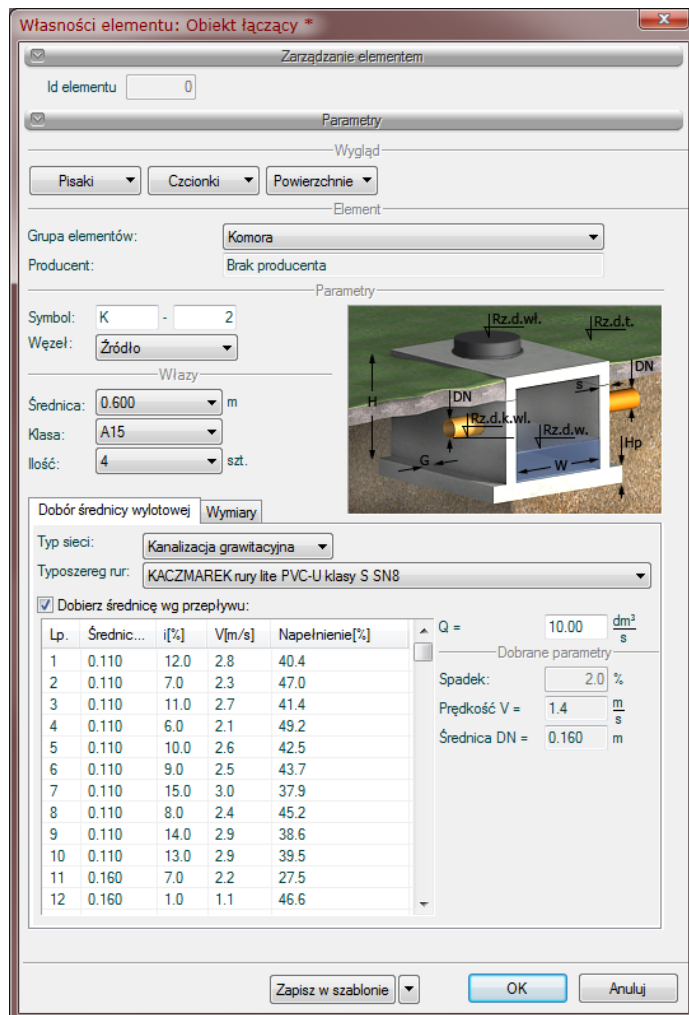 Własności elementu: Obiekt łączący *
Zarządzanie elementem
Id elementu 0
Parametry
Wygląd
Pisaki Czcionki Powierzchnie
Element
Grupa elementów: Komora
Producent: Brak producenta
Parametry
Symbol: K - 2
Węzeł: Źródło
Włazy
Średnica: 0.600 m
Klasa: A15
Ilość: 4 szt.
Rz.d.wł. Rz.d.t.
DN
S
H DN
Rz.d.k.wl.
Rz.d.w. Hp
G W
Dobór średnicy wylotowej Wymiary
Typ sieci: Kanalizacja grawitacyjna
Typoszereg rur: KACZMAREK rury lite PVC-U klasy S SN8
Dobierz średnicę wg przepływu:
Lp. Średnic... i[%] V[m/s] Napełnienie[%]
1 0.110 12.0 2.8 40.4
2 0.110 7.0 2.3 47.0
3 0.110 11.0 2.7 41.4
4 0.110 6.0 2.1 49.2
5 0.110 10.0 2.6 42.5
6 0.110 9.0 2.5 43.7
7 0.110 15.0 3.0 37.9
8 0.110 8.0 2.4 45.2
9 0.110 14.0 2.9 38.6
10 0.110 13.0 2.9 39.5
11 0.160 7.0 2.2 27.5
12 0.160 1.0 1.1 46.6
Q = 10.00 dm³/s
Dobrane parametry
Spadek: 2.0 %
Prędkość V = 1.4 m/s
Średnica DN = 0.160 m
Zapisz w szablonie OK Anuluj